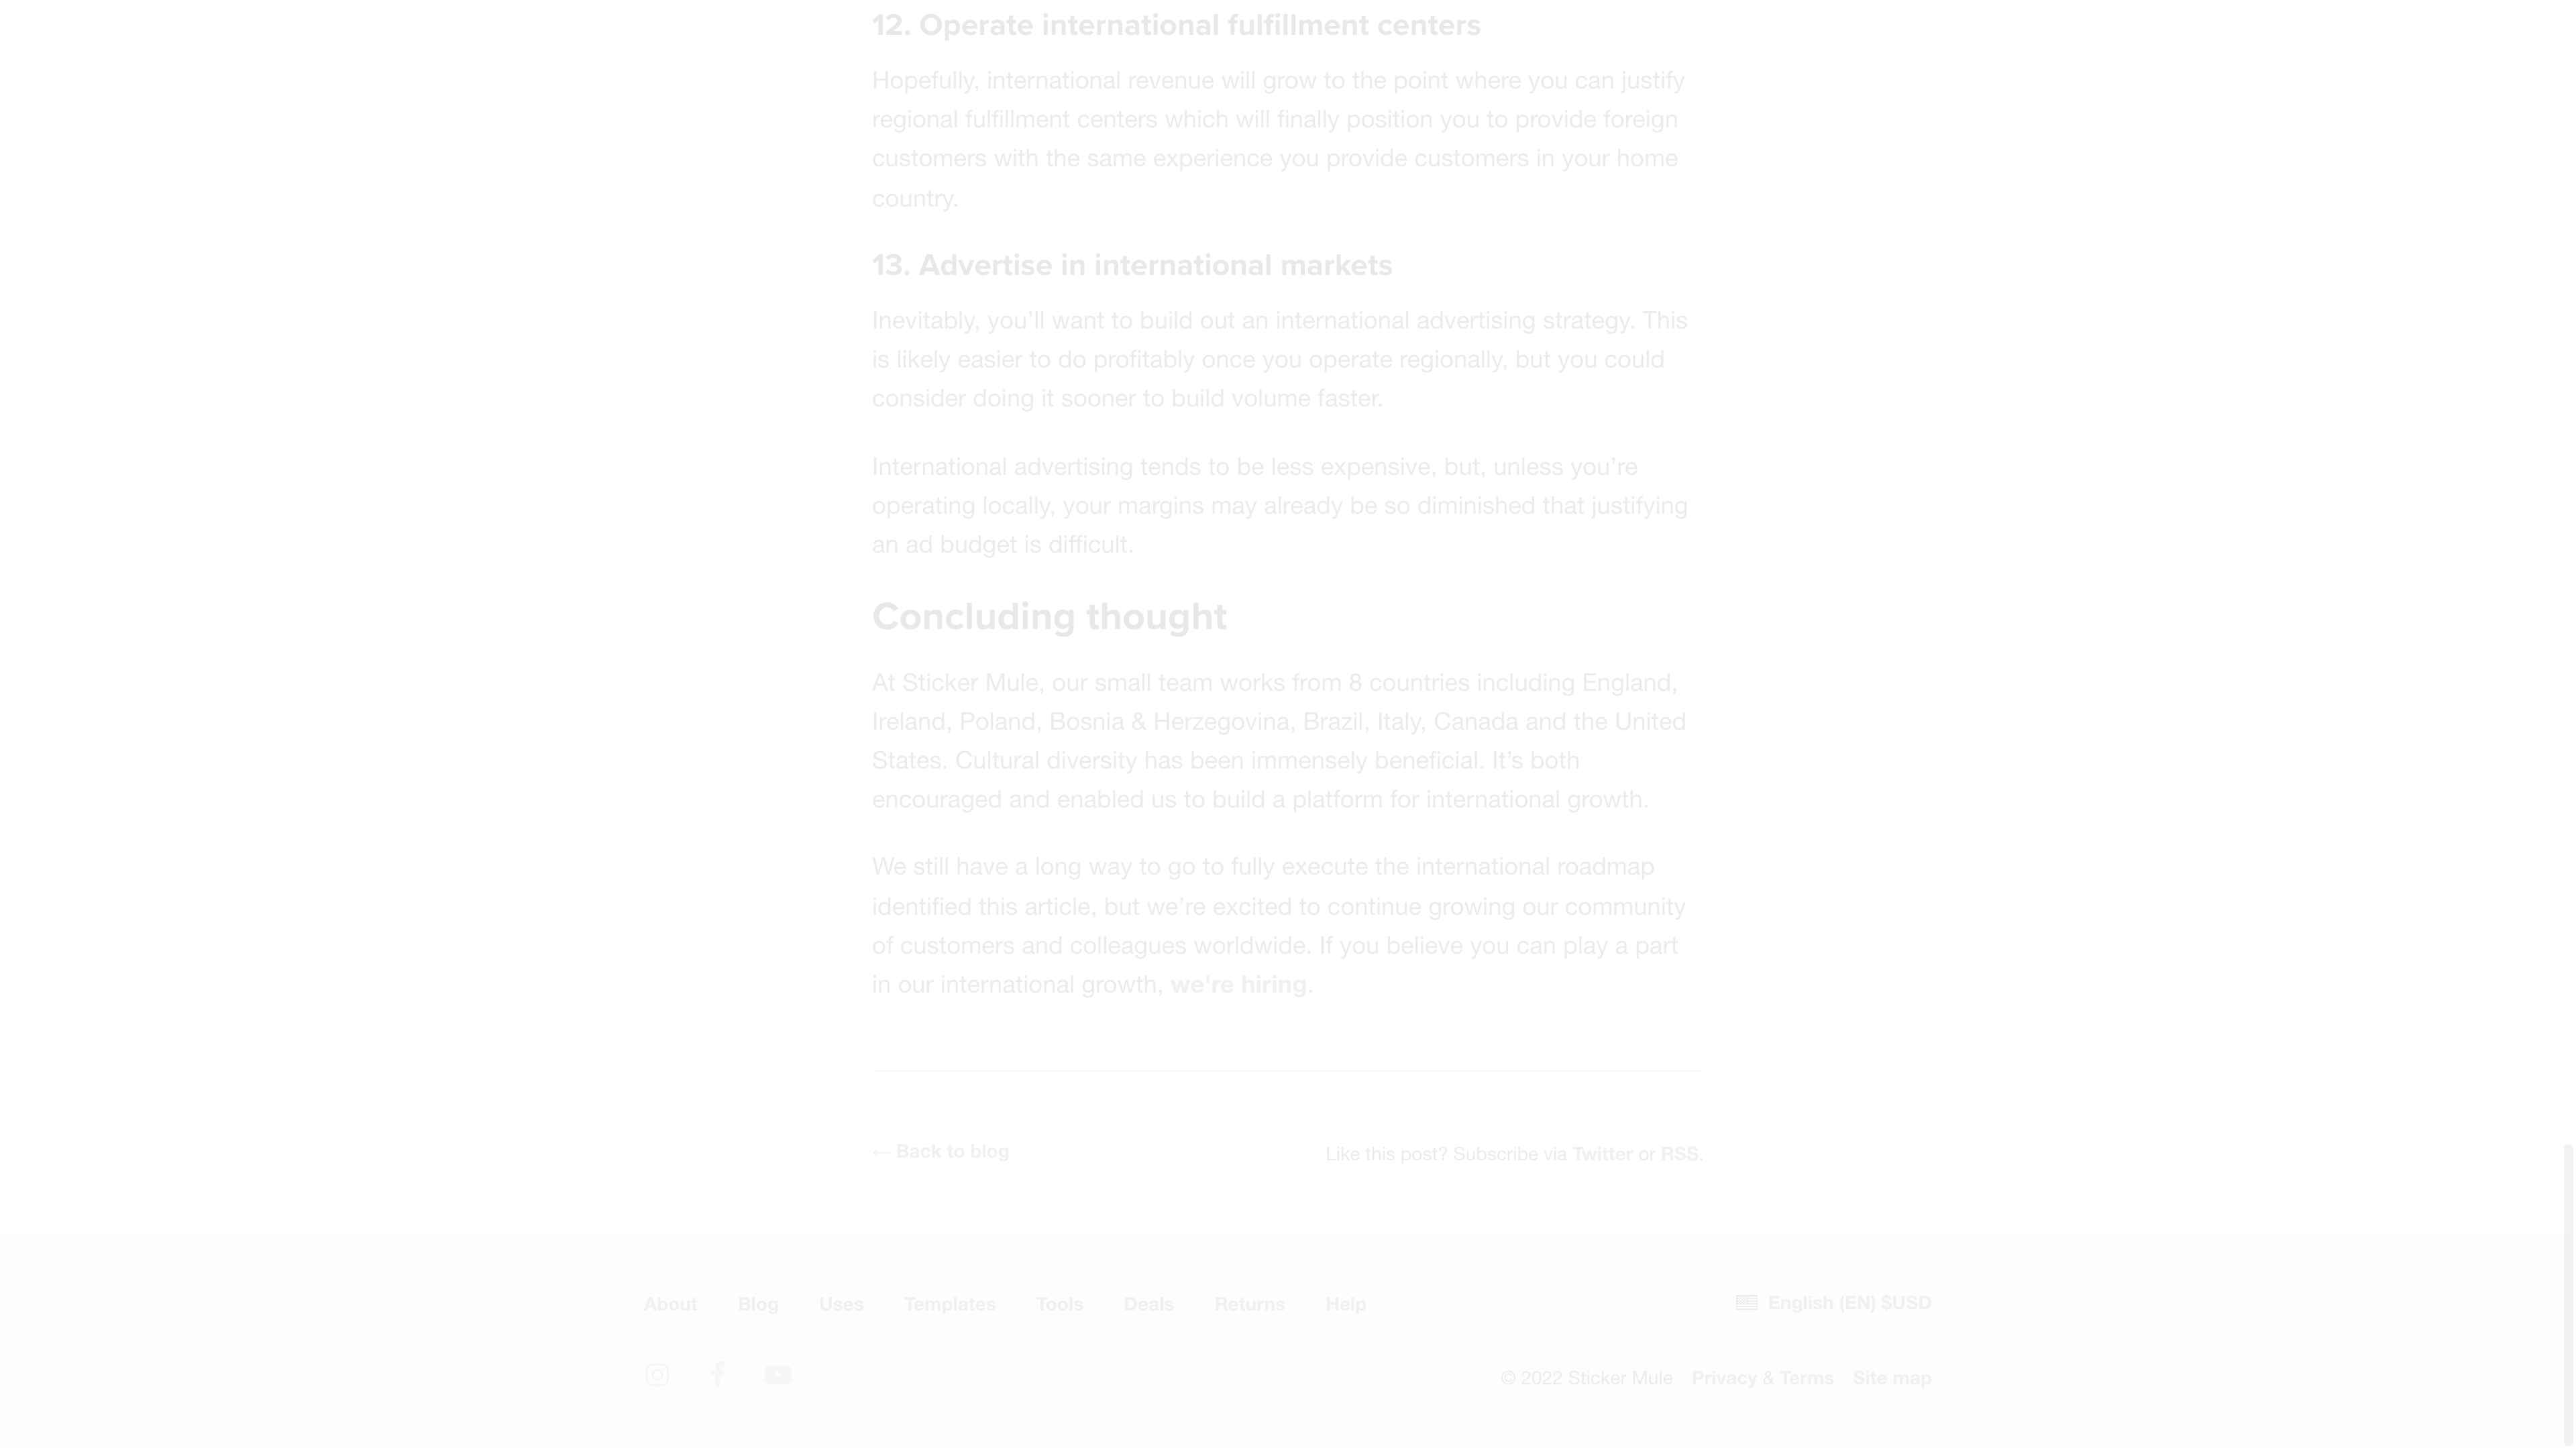 12. Operate international fulfillment centers
Hopefully, international revenue will grow to the point where you can justify
regional fulfillment centers which will finally position you to provide foreign
customers with the same experience you provide customers in your home
country.
13. Advertise in international markets
Inevitably, you’ll want to build out an international advertising strategy. This
is likely easier to do profitably once you operate regionally, but you could
consider doing it sooner to build volume faster.
International advertising tends to be less expensive, but, unless you’re
operating locally, your margins may already be so diminished that justifying
an ad budget is difficult.
Concluding thought
At Sticker Mule, our small team works from 8 countries including England,
Ireland, Poland, Bosnia & Herzegovina, Brazil, Italy, Canada and the United
States. Cultural diversity has been immensely beneficial. It’s both
encouraged and enabled us to build a platform for international growth.
We still have a long way to go to fully execute the international roadmap
identified this article, but we’re excited to continue growing our community
of customers and colleagues worldwide. If you believe you can play a part
in our international growth, we're hiring.
← Back to blog
Like this post? Subscribe via Twitter or RSS.
About Blog Uses Templates Tools Deals Returns Help
English (EN) $USD
© 2022 Sticker Mule Privacy & Terms Site map